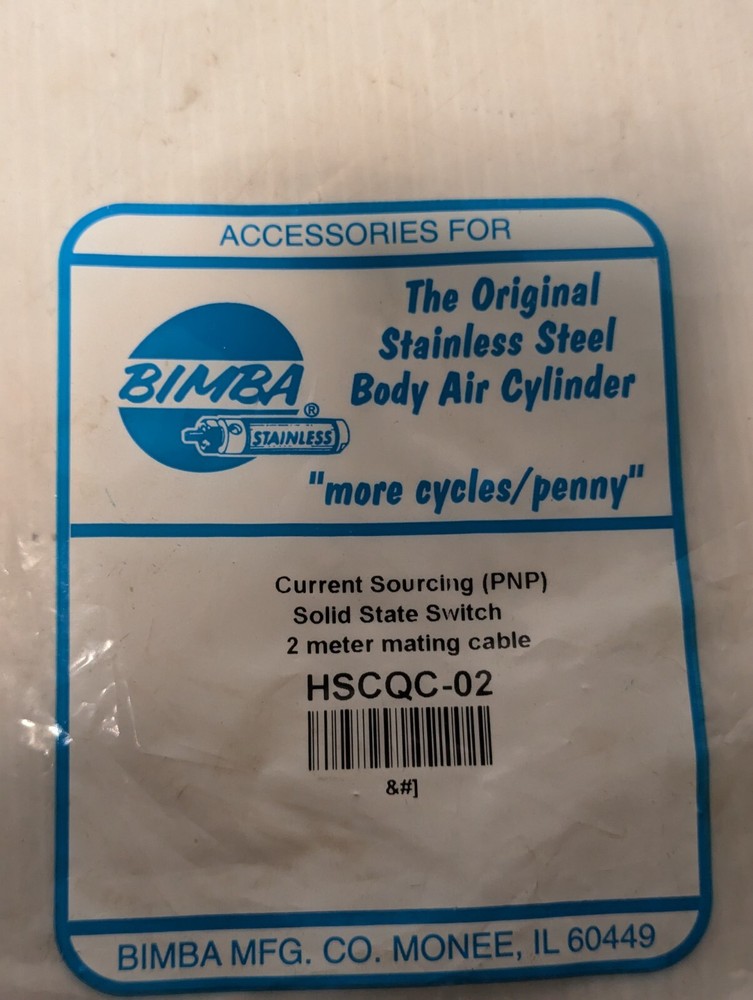 ACCESSORIES FOR
The Original
Stainless Steel
Body Air Cylinder
BIMBA
®
STAINLESS
"more cycles/penny"
Current Sourcing (PNP)
Solid State Switch
2 meter mating cable
HSCQC-02
&#]
BIMBA MFG. CO. MONEE, IL 60449